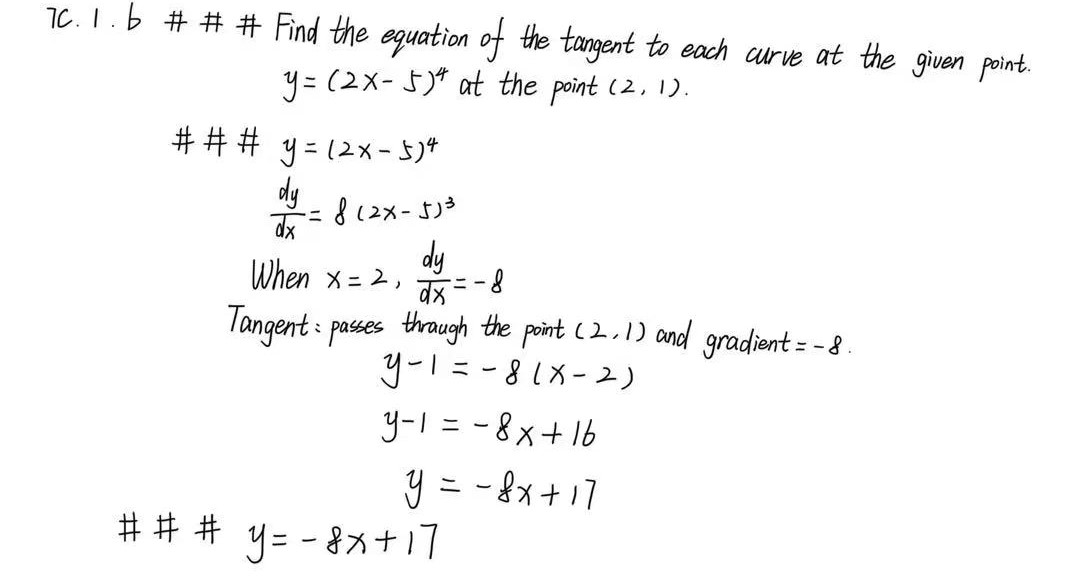 7C.1.b ### Find the equation of the tangent to each curve at the given point.
y=(2x-5)⁴ at the point (2,1).
### y=(2x-5)⁴
dy/dx=8(2x-5)³
When x=2, dy/dx=-8
Tangent: passes through the point (2,1) and gradient=-8.
y-1=-8(x-2)
y-1=-8x+16
y=-8x+17
### y=-8x+17